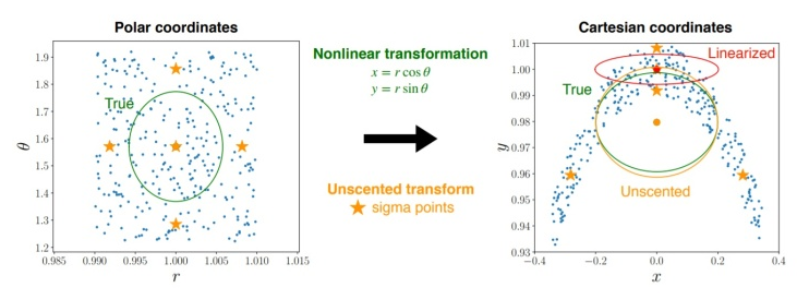 Polar coordinates
1.9
1.8
1.7
1.6
1.5
1.4
1.3
1.2
θ
True
0.985
0.990
0.995
1.000
1.005
1.010
1.015
r
Nonlinear transformation
x = r cos θ
y = r sin θ
Unscented transform
sigma points
Cartesian coordinates
1.01
1.00
0.99
0.98
0.97
0.96
0.95
0.94
0.93
y
Linearized
True
Unscented
−0.4
−0.2
0.0
0.2
0.4
x